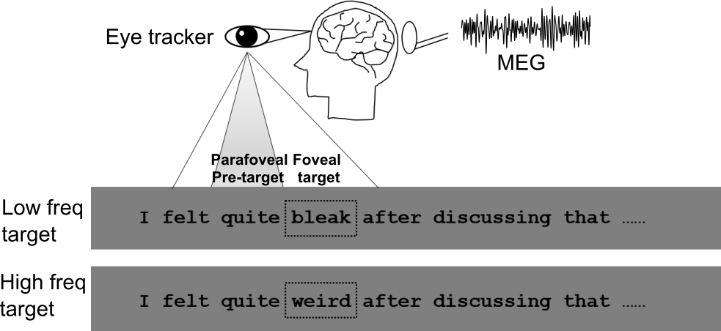 Eye tracker
MEG
Parafoveal Foveal
Pre-target target
Low freq
target
I felt quite bleak after discussing that ......
High freq
target
I felt quite weird after discussing that ......